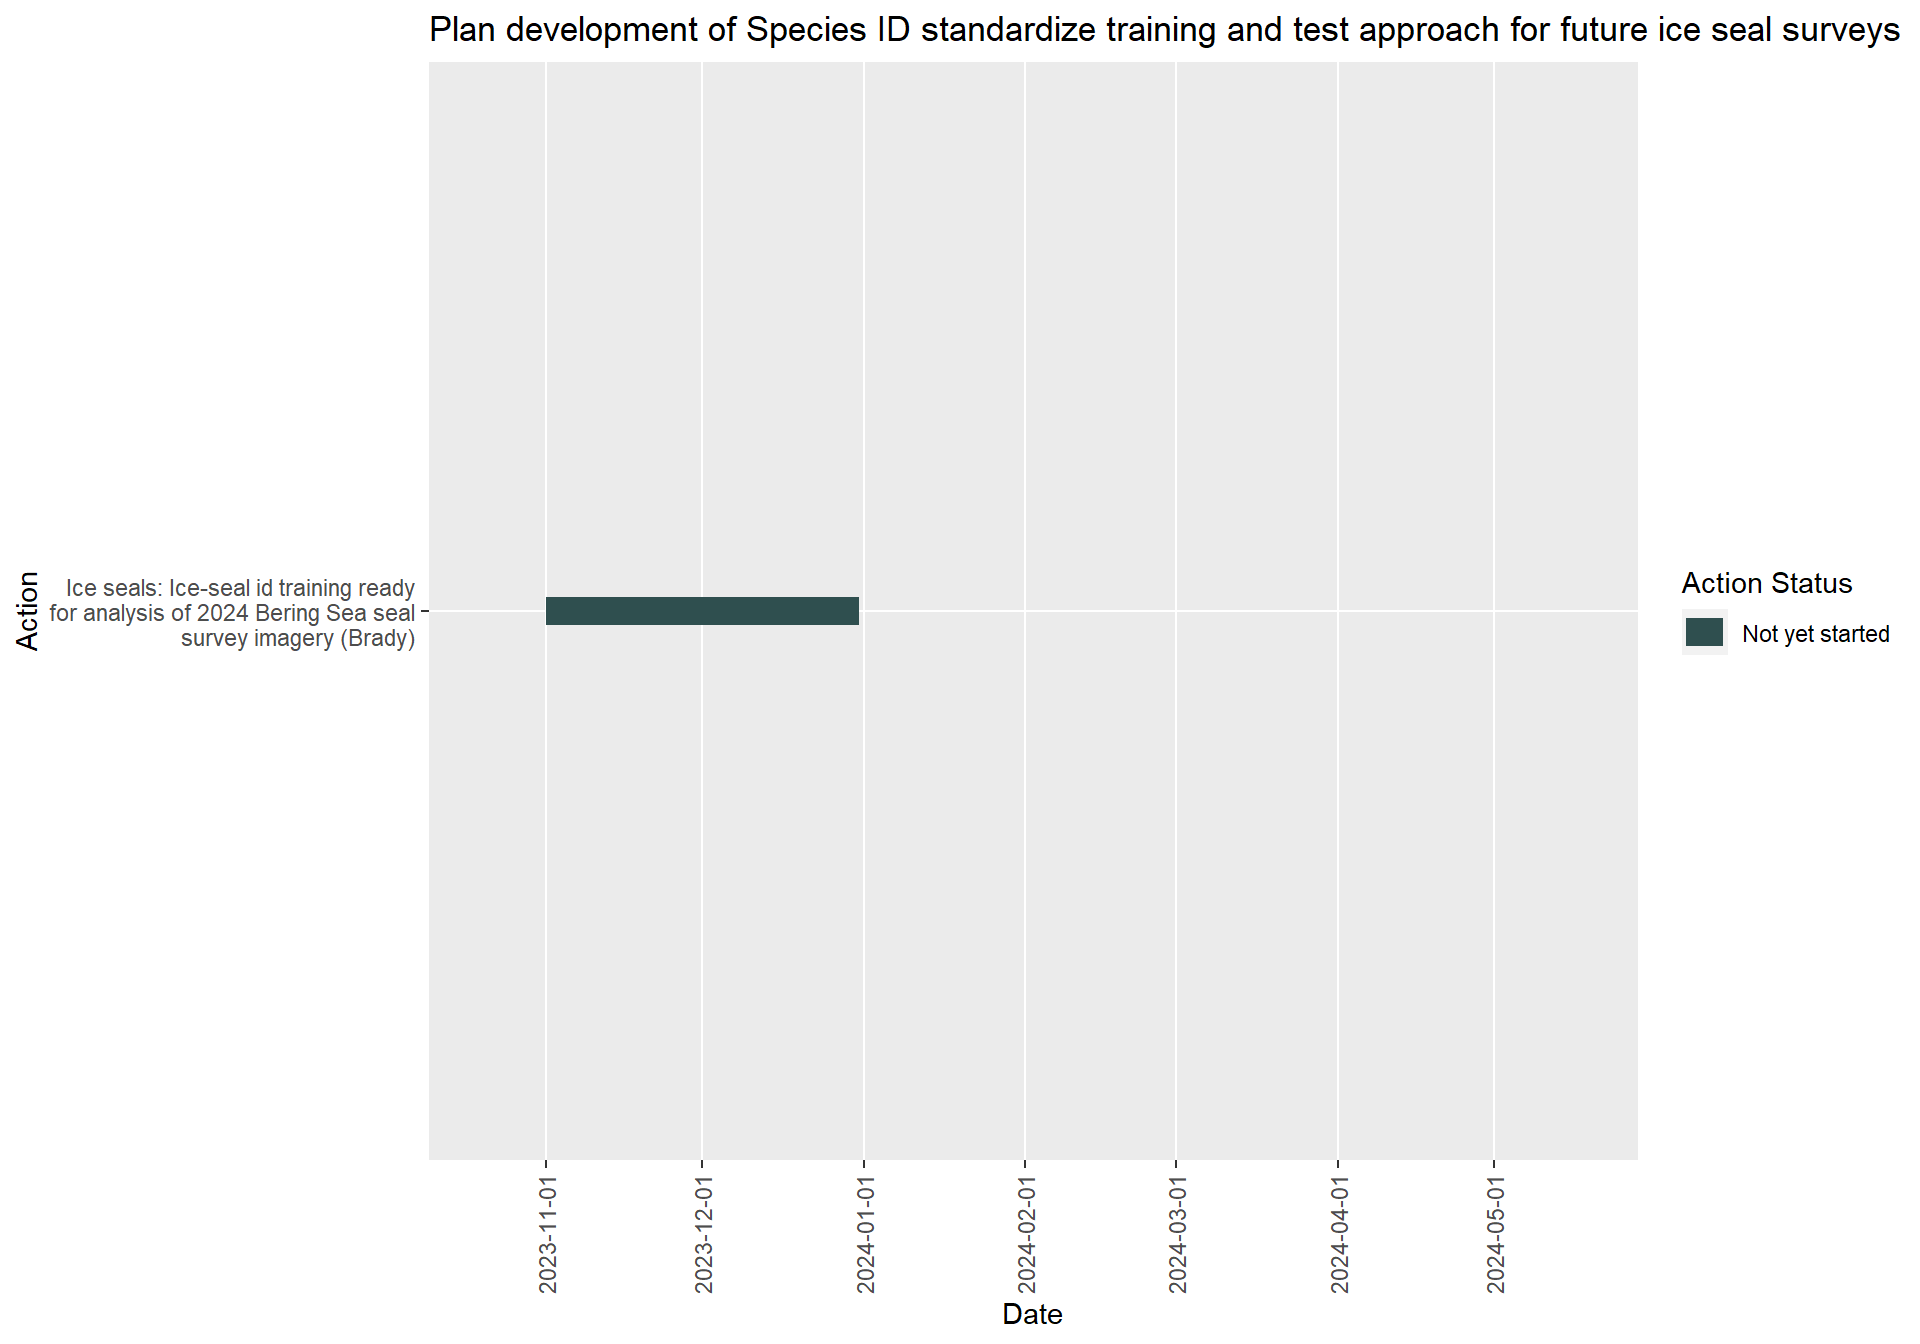 Plan development of Species ID standardize training and test approach for future ice seal surveys
Action
Ice seals: Ice-seal id training ready
for analysis of 2024 Bering Sea seal
survey imagery (Brady)
Action Status
Not yet started
2023-11-01
2023-12-01
2024-01-01
2024-02-01
2024-03-01
2024-04-01
2024-05-01
Date